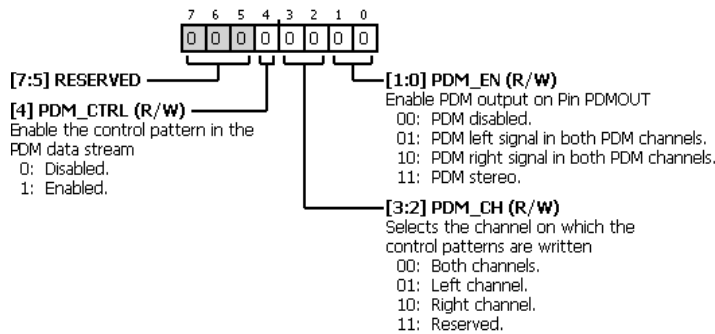 7 6 5 4 3 2 1 0
0 0 0 0 0 0 0 0
[7:5] RESERVED
[4] PDM_CTRL (R/W)
Enable the control pattern in the
PDM data stream
0: Disabled.
1: Enabled.
[1:0] PDM_EN (R/W)
Enable PDM output on Pin PDMOUT
00: PDM disabled.
01: PDM left signal in both PDM channels.
10: PDM right signal in both PDM channels.
11: PDM stereo.
[3:2] PDM_CH (R/W)
Selects the channel on which the
control patterns are written
00: Both channels.
01: Left channel.
10: Right channel.
11: Reserved.